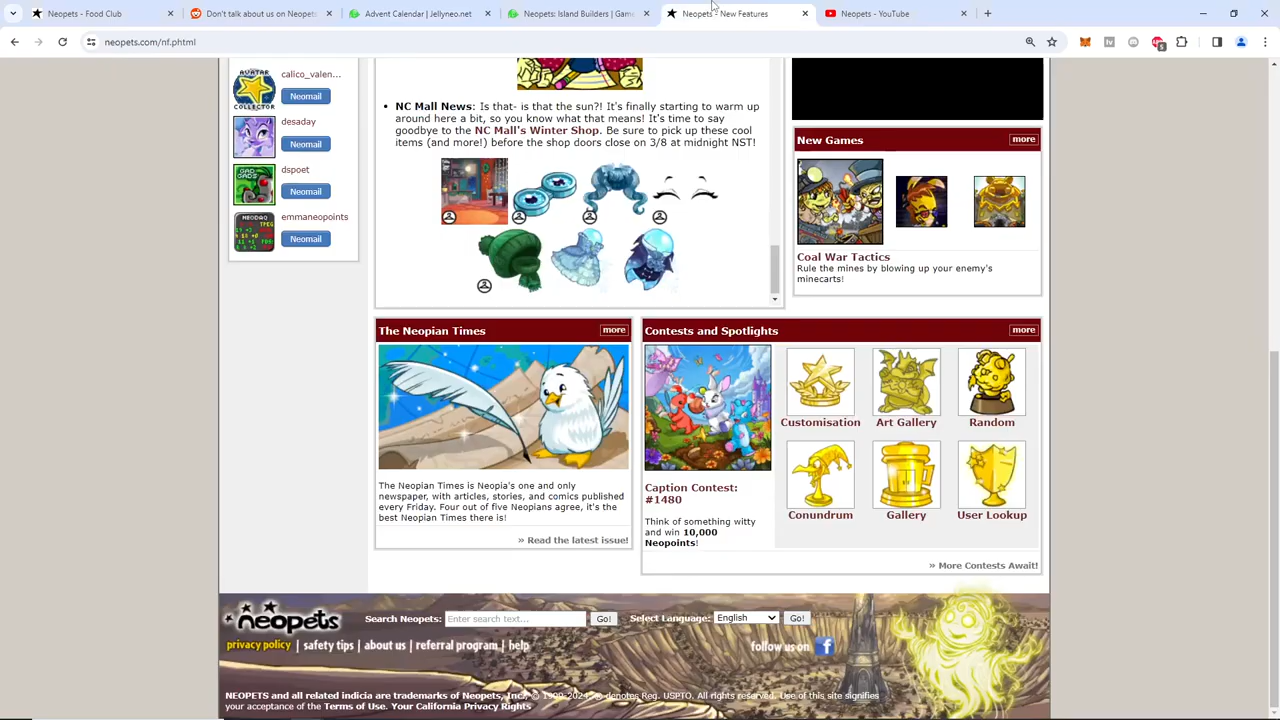 Neopets - Food Club
Don't talk about us on Neopets
Advent Calendar | Jellyneo.net
Neopets: Island Builders | Gam
Neopets - New Features
Neopets - YouTube
neopets.com/nf.phtml
calico_valen...
Neomail
desaday
Neomail
dspoet
Neomail
emmaneopoints
Neomail
NC Mall News: Is that- is that the sun?! It's finally starting to warm up
around here a bit, so you know what that means! It's time to say
goodbye to the NC Mall's Winter Shop. Be sure to pick up these cool
items (and more!) before the shop doors close on 3/8 at midnight NST!
New Games
more
Coal War Tactics
Rule the mines by blowing up your enemy's
minecarts!
The Neopian Times
more
The Neopian Times is Neopia's one and only
newspaper, with articles, stories, and comics published
every Friday. Four out of five Neopians agree, it's the
best Neopian Times there is!
» Read the latest issue!
Contests and Spotlights
more
Caption Contest:
#1480
Think of something witty
and win 10,000
Neopoints!
Customisation
Art Gallery
Random
Conundrum
Gallery
User Lookup
» More Contests Await!
neopets
Search Neopets:
Enter search text...
Go!
Select Language:
English
Go!
privacy policy | safety tips | about us | referral program | help
follow us on
NEOPETS and all related indicia are trademarks of Neopets, Inc., © 1999-2024. ® denotes Reg. USPTO. All rights reserved. Use of this site signifies
your acceptance of the Terms of Use. Your California Privacy Rights